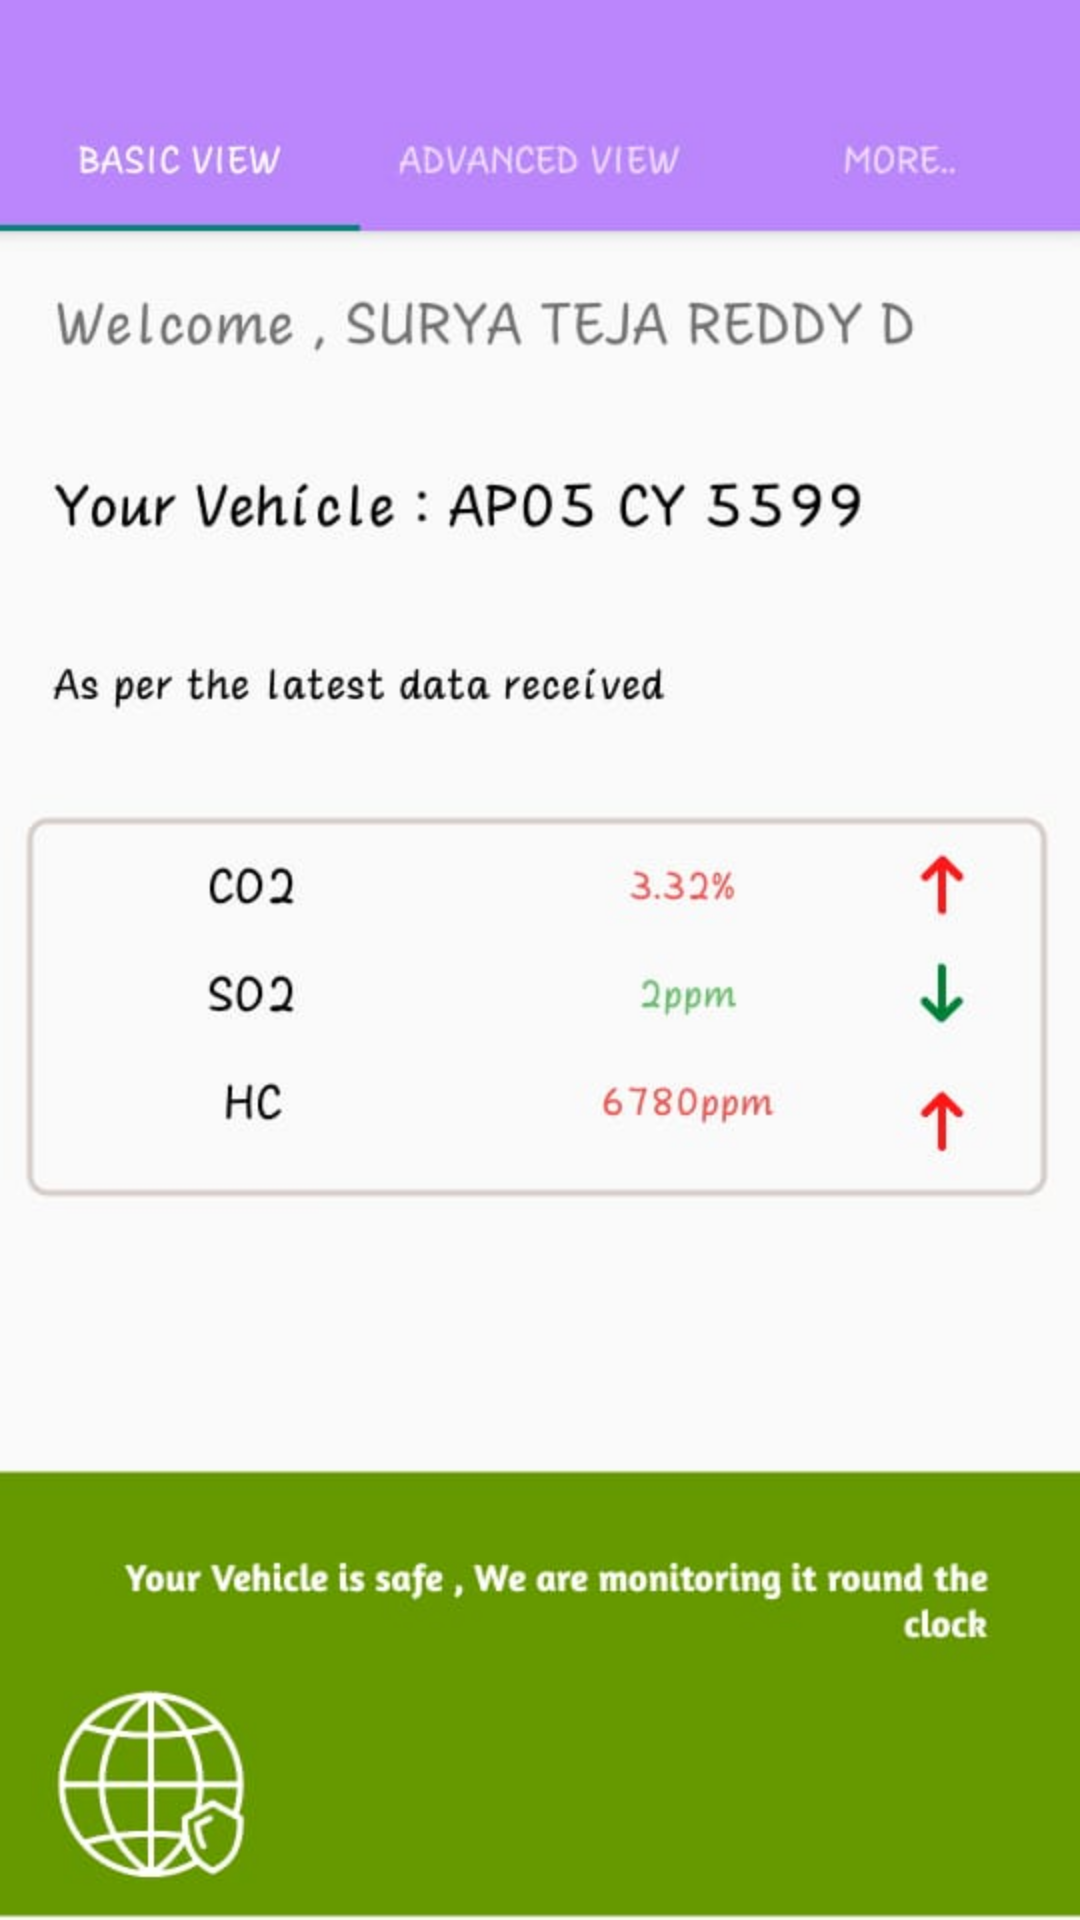 BASIC VIEW ADVANCED VIEW MORE..
Welcome , SURYA TEJA REDDY D
Your Vehicle : AP05 CY 5599
As per the latest data received
CO2 3.32%
SO2 2ppm
HC 6780ppm
Your Vehicle is safe , We are monitoring it round the
clock